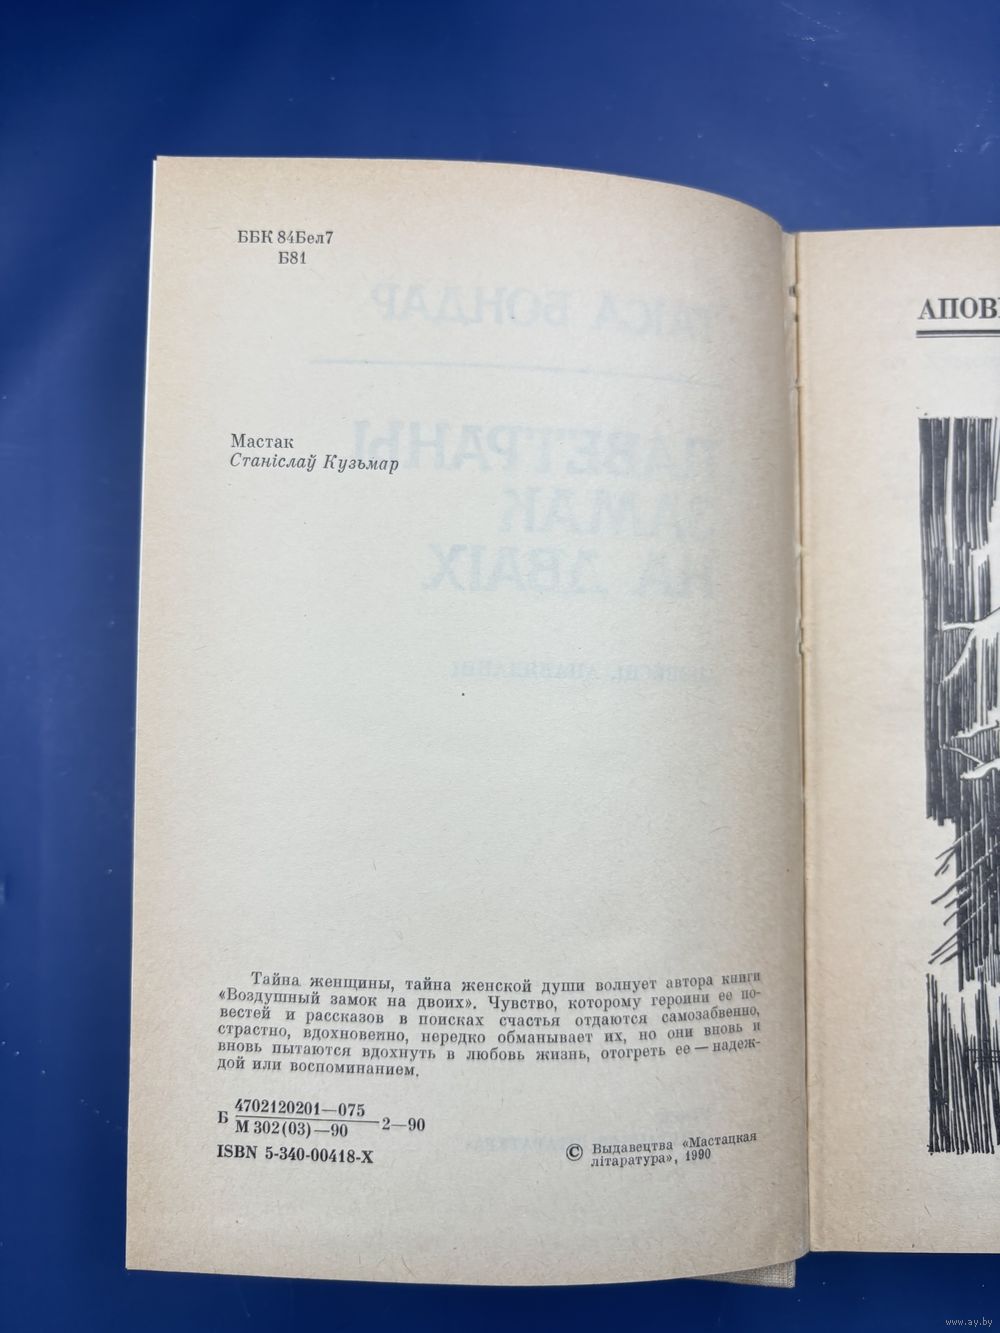 ББК 84Бел7
Б81
Мастак
Станіслаў Кузьмар
Тайна женщины, тайна женской души волнует автора книги
«Воздушный замок на двоих». Чувство, которому героини ее по-
вестей и рассказов в поисках счастья отдаются самозабвенно,
страстно, вдохновенно, нередко обманывает их, но они вновь и
вновь пытаются вдохнуть в любовь жизнь, отогреть ее — надеж-
дой или воспоминанием.
4702120201—075
Б 2—90
М 302(03)—90
ISBN 5-340-00418-X
© Выдавецтва «Мастацкая
літаратура», 1990
АПОВ
www.ay.by